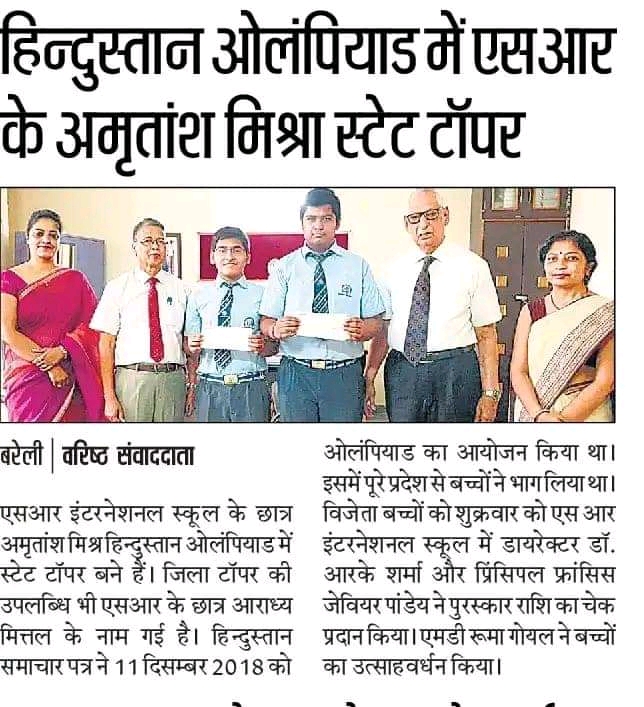 हिन्दुस्तान ओलंपियाड में एसआर
के अमृतांश मिश्रा स्टेट टॉपर
बरेली | वरिष्ठ संवाददाता
एसआर इंटरनेशनल स्कूल के छात्र
अमृतांश मिश्र हिन्दुस्तान ओलंपियाड में
स्टेट टॉपर बने हैं। जिला टॉपर की
उपलब्धि भी एसआर के छात्र आराध्य
मित्तल के नाम गई है। हिन्दुस्तान
समाचार पत्र ने 11 दिसम्बर 2018 को
ओलंपियाड का आयोजन किया था।
इसमें पूरे प्रदेश से बच्चों ने भाग लिया था।
विजेता बच्चों को शुक्रवार को एस आर
इंटरनेशनल स्कूल में डायरेक्टर डॉ.
आरके शर्मा और प्रिंसिपल फ्रांसिस
जेवियर पांडेय ने पुरस्कार राशि का चेक
प्रदान किया। एमडी रूमा गोयल ने बच्चों
का उत्साहवर्धन किया।